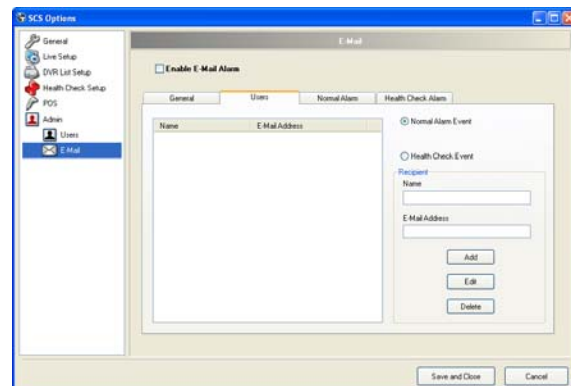 SCS Options
General
Live Setup
DVR List Setup
Health Check Setup
POS
Admin
Users
E-Mail
E-Mail
Enable E-Mail Alarm
General
Users
Normal Alarm
Health Check Alarm
Name
E-Mail Address
Normal Alarm Event
Health Check Event
Recipient
Name
E-Mail Address
Add
Edit
Delete
Save and Close
Cancel